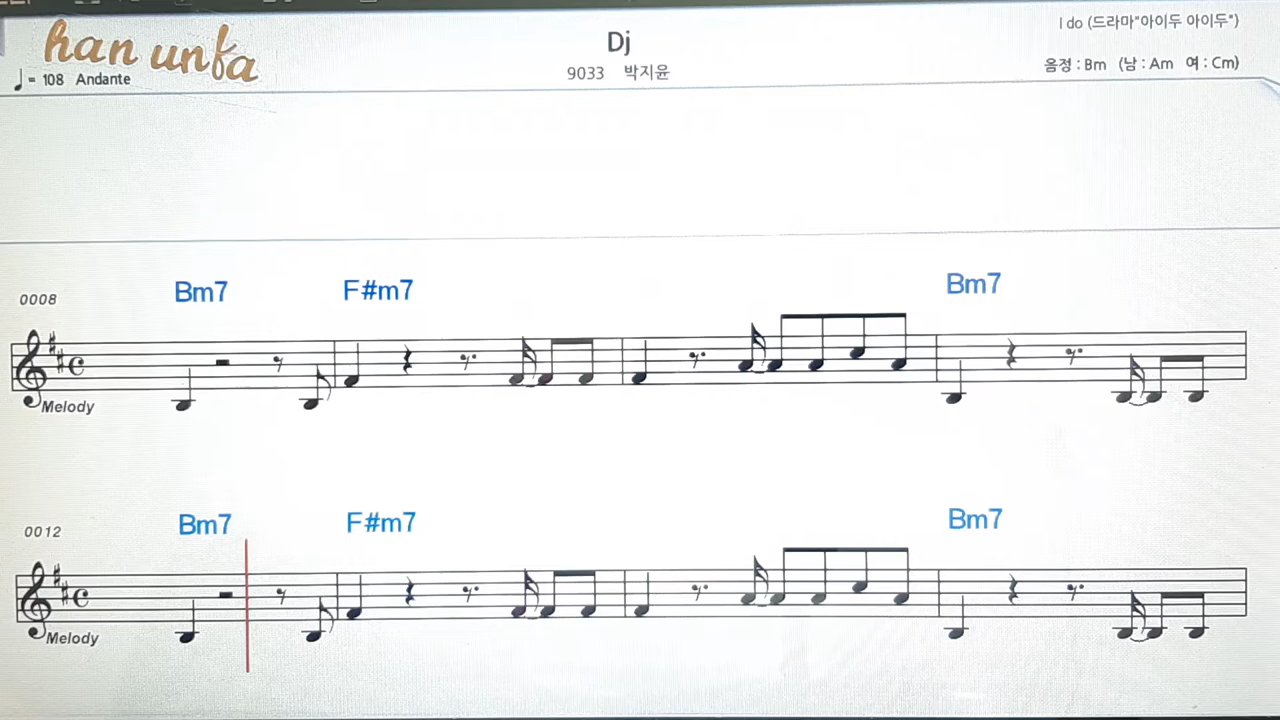 han unfa
♩= 108 Andante
Dj
9033 박지윤
I do (드라마"아이두 아이두")
음정 : Bm (남 : Am 여 : Cm)
0008
Bm7 F#m7 Bm7
Melody
0012
Bm7 F#m7 Bm7
Melody